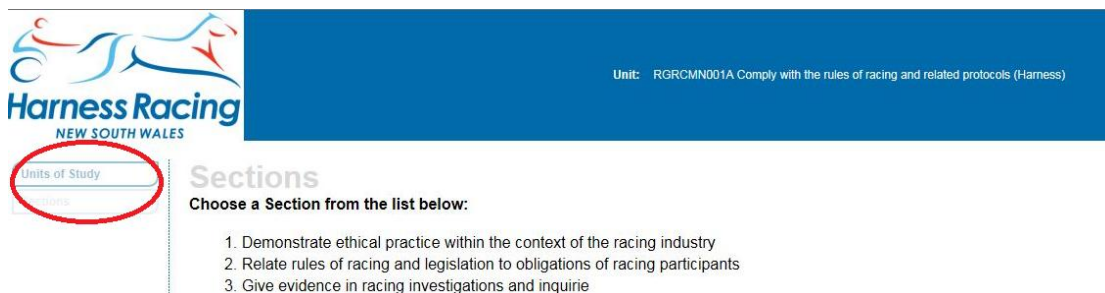 Harness Racing
NEW SOUTH WALES
Unit: RGRCMN001A Comply with the rules of racing and related protocols (Harness)
Units of Study
Sections
Sections
Choose a Section from the list below:
1. Demonstrate ethical practice within the context of the racing industry
2. Relate rules of racing and legislation to obligations of racing participants
3. Give evidence in racing investigations and inquirie